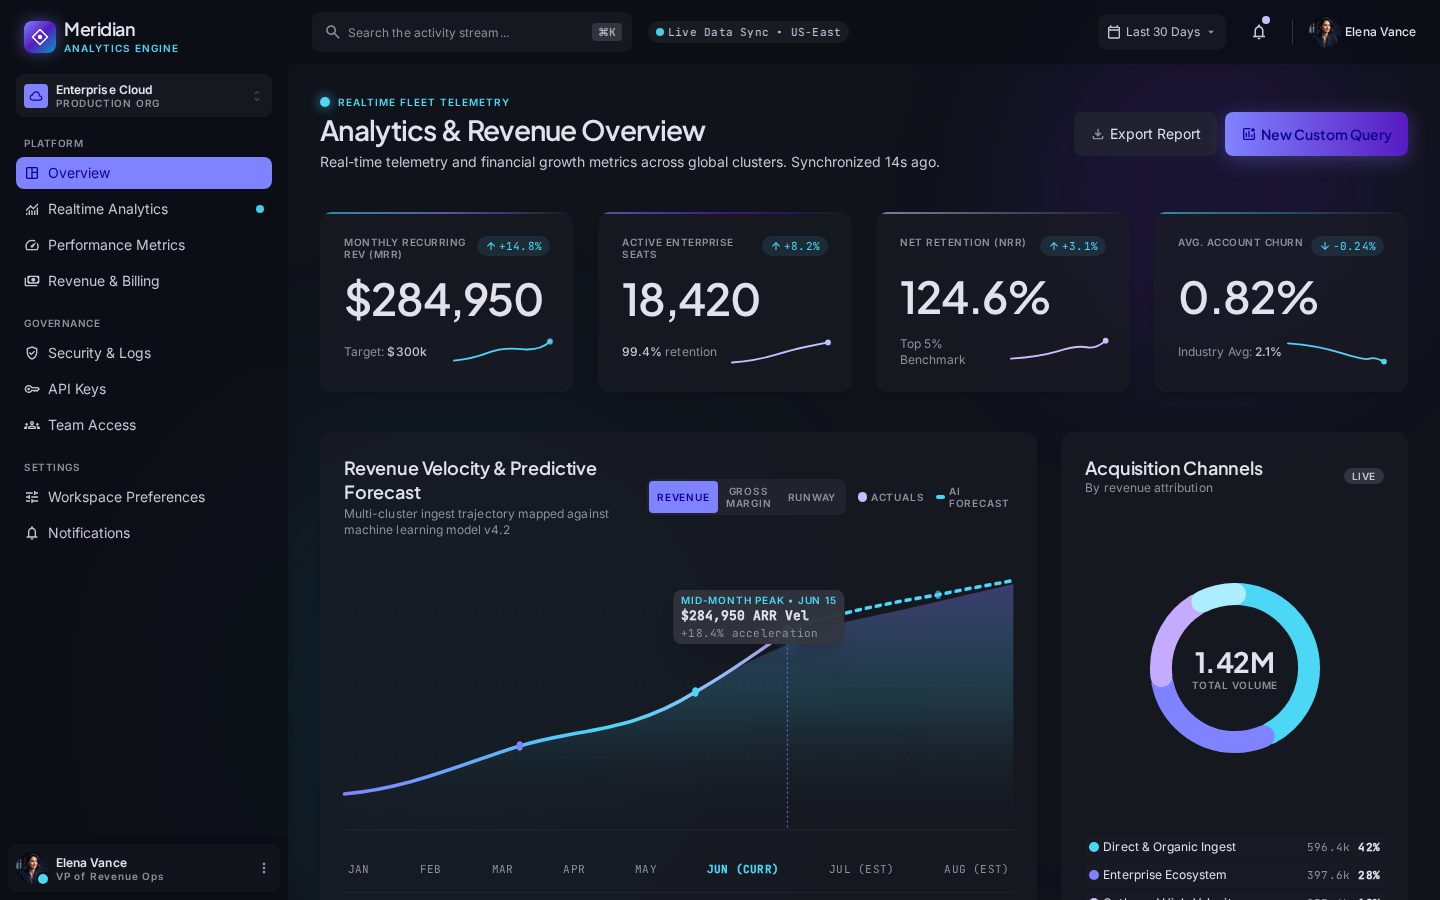 Meridian
ANALYTICS ENGINE
Enterprise Cloud
PRODUCTION ORG
PLATFORM
Overview
Realtime Analytics
Performance Metrics
Revenue & Billing
GOVERNANCE
Security & Logs
API Keys
Team Access
SETTINGS
Workspace Preferences
Notifications
Elena Vance
VP of Revenue Ops
Search the activity stream...
⌘K
Live Data Sync • US-East
Last 30 Days
Elena Vance
REALTIME FLEET TELEMETRY
Analytics & Revenue Overview
Real-time telemetry and financial growth metrics across global clusters. Synchronized 14s ago.
Export Report
New Custom Query
MONTHLY RECURRING
REV (MRR)
+14.8%
$284,950
Target: $300k
ACTIVE ENTERPRISE
SEATS
+8.2%
18,420
99.4% retention
NET RETENTION (NRR)
+3.1%
124.6%
Top 5%
Benchmark
AVG. ACCOUNT CHURN
-0.24%
0.82%
Industry Avg: 2.1%
Revenue Velocity & Predictive
Forecast
Multi-cluster ingest trajectory mapped against
machine learning model v4.2
REVENUE
GROSS
MARGIN
RUNWAY
ACTUALS
AI
FORECAST
MID-MONTH PEAK • JUN 15
$284,950 ARR Vel
+18.4% acceleration
JAN
FEB
MAR
APR
MAY
JUN (CURR)
JUL (EST)
AUG (EST)
Acquisition Channels
By revenue attribution
LIVE
1.42M
TOTAL VOLUME
Direct & Organic Ingest
596.4k 42%
Enterprise Ecosystem
397.6k 28%